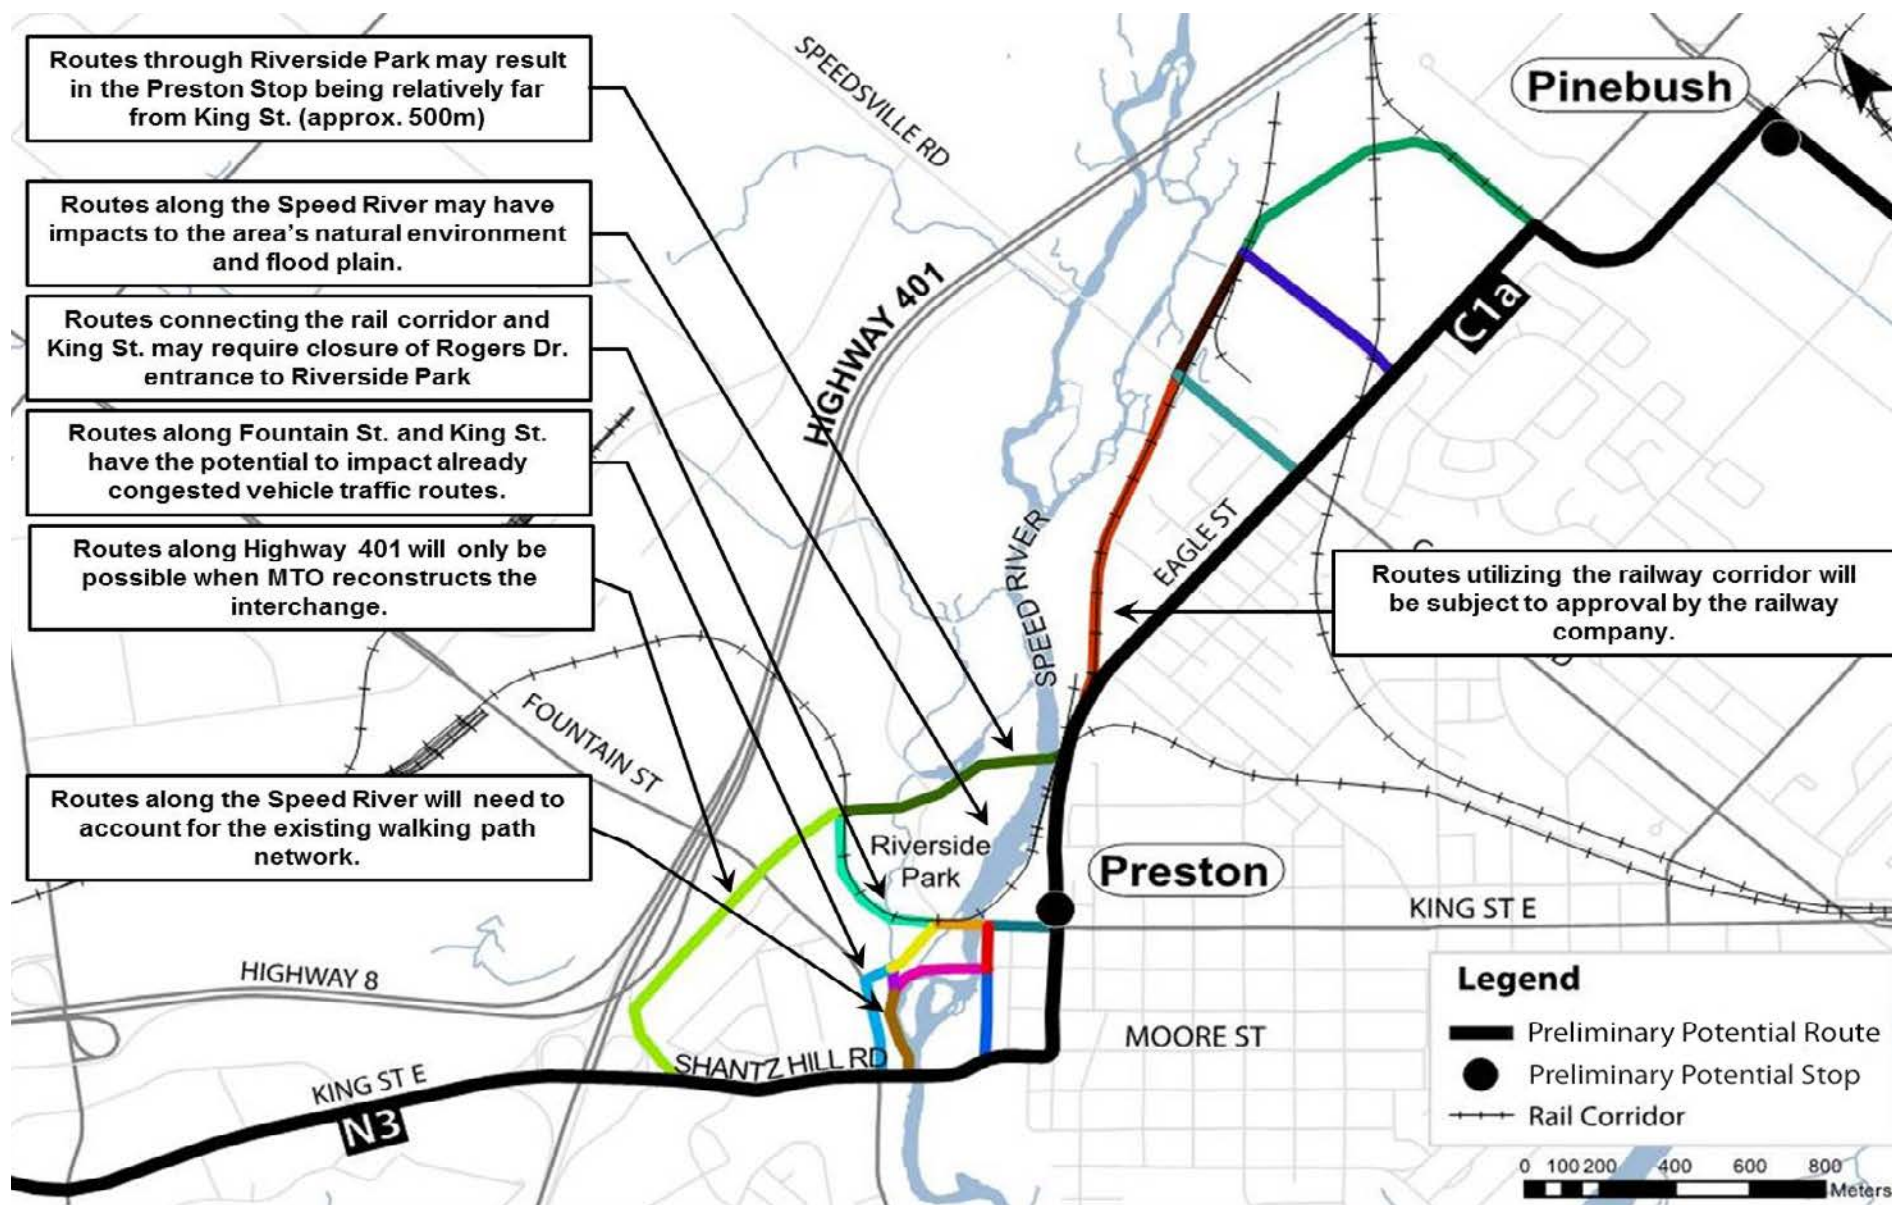 Routes through Riverside Park may result
in the Preston Stop being relatively far
from King St. (approx. 500m)
Routes along the Speed River may have
impacts to the area's natural environment
and flood plain.
Routes connecting the rail corridor and
King St. may require closure of Rogers Dr.
entrance to Riverside Park
Routes along Fountain St. and King St.
have the potential to impact already
congested vehicle traffic routes.
Routes along Highway 401 will only be
possible when MTO reconstructs the
interchange.
Routes along the Speed River will need to
account for the existing walking path
network.
SPEEDSVILLE RD
HIGHWAY 401
Pinebush
N
C1a
EAGLE ST
SPEED RIVER
Routes utilizing the railway corridor will
be subject to approval by the railway
company.
FOUNTAIN ST
Riverside
Park
Preston
KING ST E
HIGHWAY 8
SHANTZ HILL RD
MOORE ST
KING ST E
N3
Legend
Preliminary Potential Route
Preliminary Potential Stop
Rail Corridor
0 100 200 400 600 800
Meters